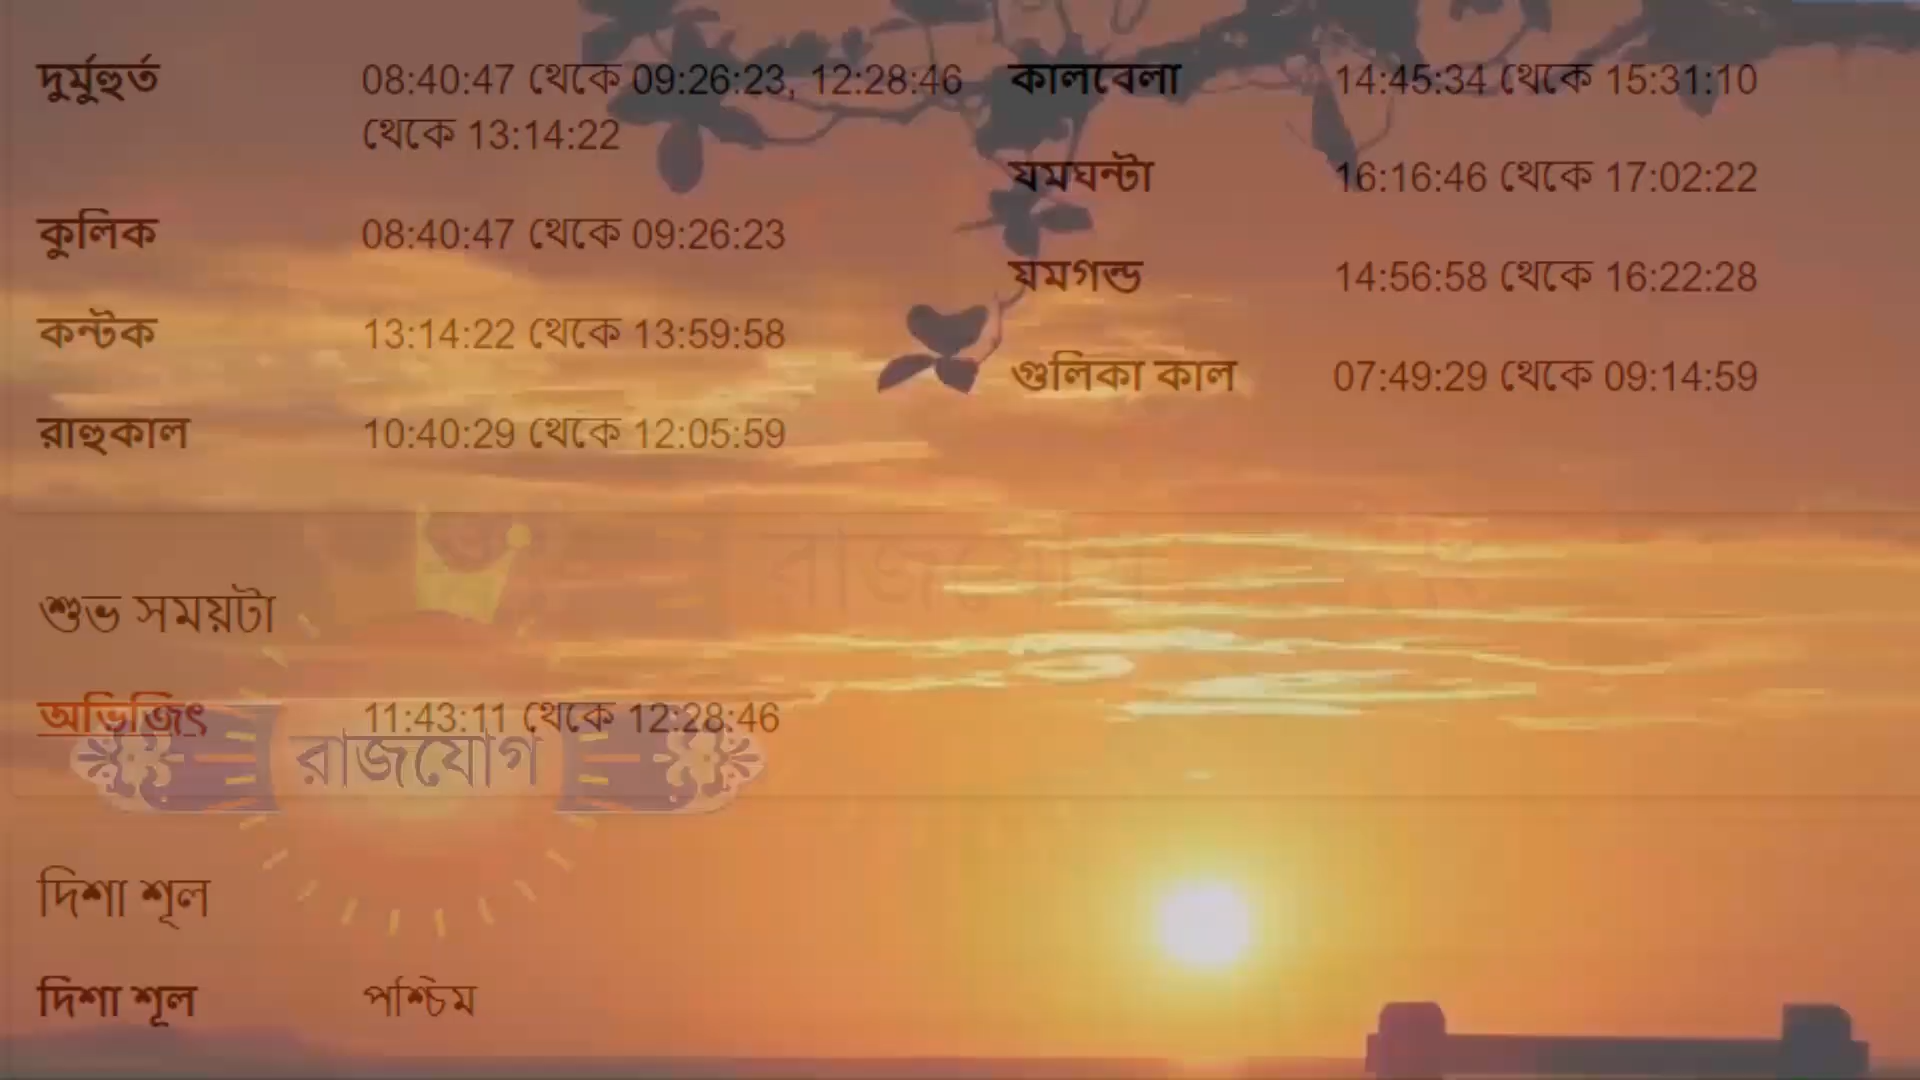 দুর্মুহুর্ত 08:40:47 থেকে 09:26:23, 12:28:46
থেকে 13:14:22
কুলিক 08:40:47 থেকে 09:26:23
কন্টক 13:14:22 থেকে 13:59:58
রাহুকাল 10:40:29 থেকে 12:05:59
কালবেলা 14:45:34 থেকে 15:31:10
যমঘন্টা 16:16:46 থেকে 17:02:22
যমগন্ড 14:56:58 থেকে 16:22:28
গুলিকা কাল 07:49:29 থেকে 09:14:59
রাজযোগ
শুভ সময়টা
অভিজিৎ 11:43:11 থেকে 12:28:46
রাজযোগ
দিশা শূল
দিশা শূল পশ্চিম